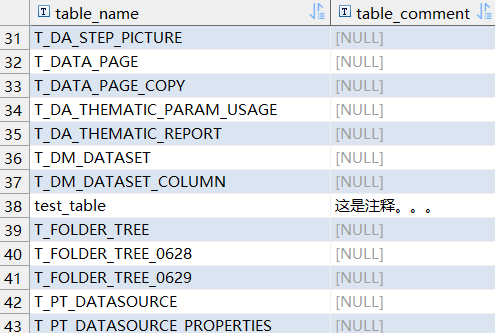 table_name table_comment
31 T_DA_STEP_PICTURE [NULL]
32 T_DATA_PAGE [NULL]
33 T_DATA_PAGE_COPY [NULL]
34 T_DA_THEMATIC_PARAM_USAGE [NULL]
35 T_DA_THEMATIC_REPORT [NULL]
36 T_DM_DATASET [NULL]
37 T_DM_DATASET_COLUMN [NULL]
38 test_table 这是注释。。。
39 T_FOLDER_TREE [NULL]
40 T_FOLDER_TREE_0628 [NULL]
41 T_FOLDER_TREE_0629 [NULL]
42 T_PT_DATASOURCE [NULL]
43 T_PT_DATASOURCE_PROPERTIES [NULL]